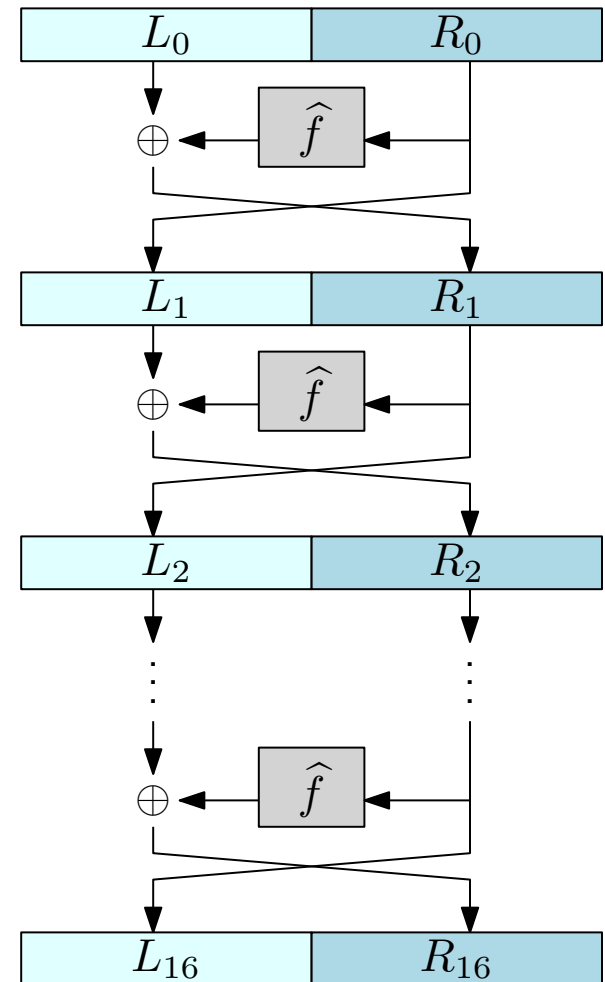 L₀ R₀
⊕ f̂
L₁ R₁
⊕ f̂
L₂ R₂
⋮ ⋮
⊕ f̂
L₁₆ R₁₆